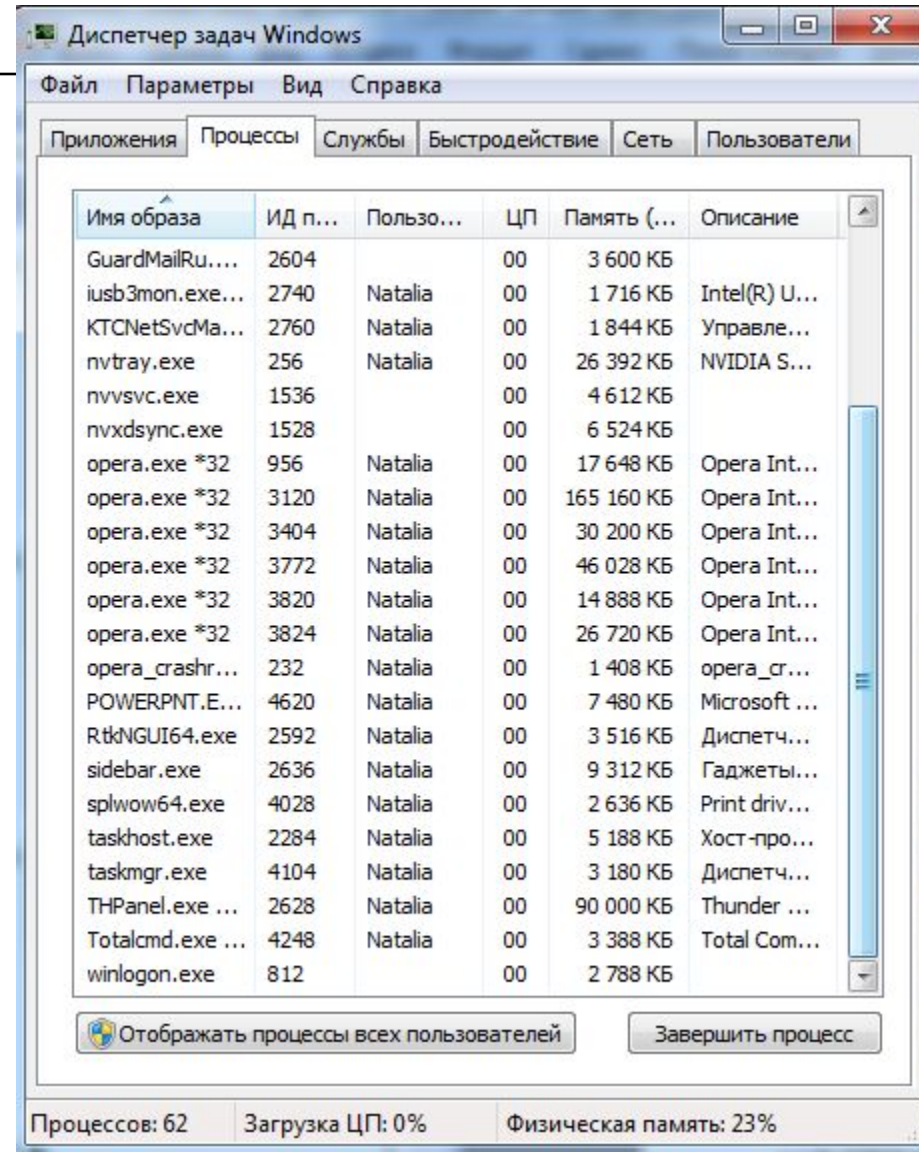 Диспетчер задач Windows
Файл Параметры Вид Справка
Приложения Процессы Службы Быстродействие Сеть Пользователи
Имя образа ИД п... Пользо... ЦП Память (... Описание
GuardMailRu.... 2604 00 3 600 КБ
iusb3mon.exe... 2740 Natalia 00 1 716 КБ Intel(R) U...
KTCNetSvcMa... 2760 Natalia 00 1 844 КБ Управле...
nvtray.exe 256 Natalia 00 26 392 КБ NVIDIA S...
nvvsvc.exe 1536 00 4 612 КБ
nvxdsync.exe 1528 00 6 524 КБ
opera.exe *32 956 Natalia 00 17 648 КБ Opera Int...
opera.exe *32 3120 Natalia 00 165 160 КБ Opera Int...
opera.exe *32 3404 Natalia 00 30 200 КБ Opera Int...
opera.exe *32 3772 Natalia 00 46 028 КБ Opera Int...
opera.exe *32 3820 Natalia 00 14 888 КБ Opera Int...
opera.exe *32 3824 Natalia 00 26 720 КБ Opera Int...
opera_crashr... 232 Natalia 00 1 408 КБ opera_cr...
POWERPNT.E... 4620 Natalia 00 7 480 КБ Microsoft ...
RtkNGUI64.exe 2592 Natalia 00 3 516 КБ Диспетч...
sidebar.exe 2636 Natalia 00 9 312 КБ Гаджеты...
splwow64.exe 4028 Natalia 00 2 636 КБ Print driv...
taskhost.exe 2284 Natalia 00 5 188 КБ Хост-про...
taskmgr.exe 4104 Natalia 00 3 180 КБ Диспетч...
THPanel.exe ... 2628 Natalia 00 90 000 КБ Thunder ...
Totalcmd.exe ... 4248 Natalia 00 3 388 КБ Total Com...
winlogon.exe 812 00 2 788 КБ
Отображать процессы всех пользователей Завершить процесс
Процессов: 62 Загрузка ЦП: 0% Физическая память: 23%